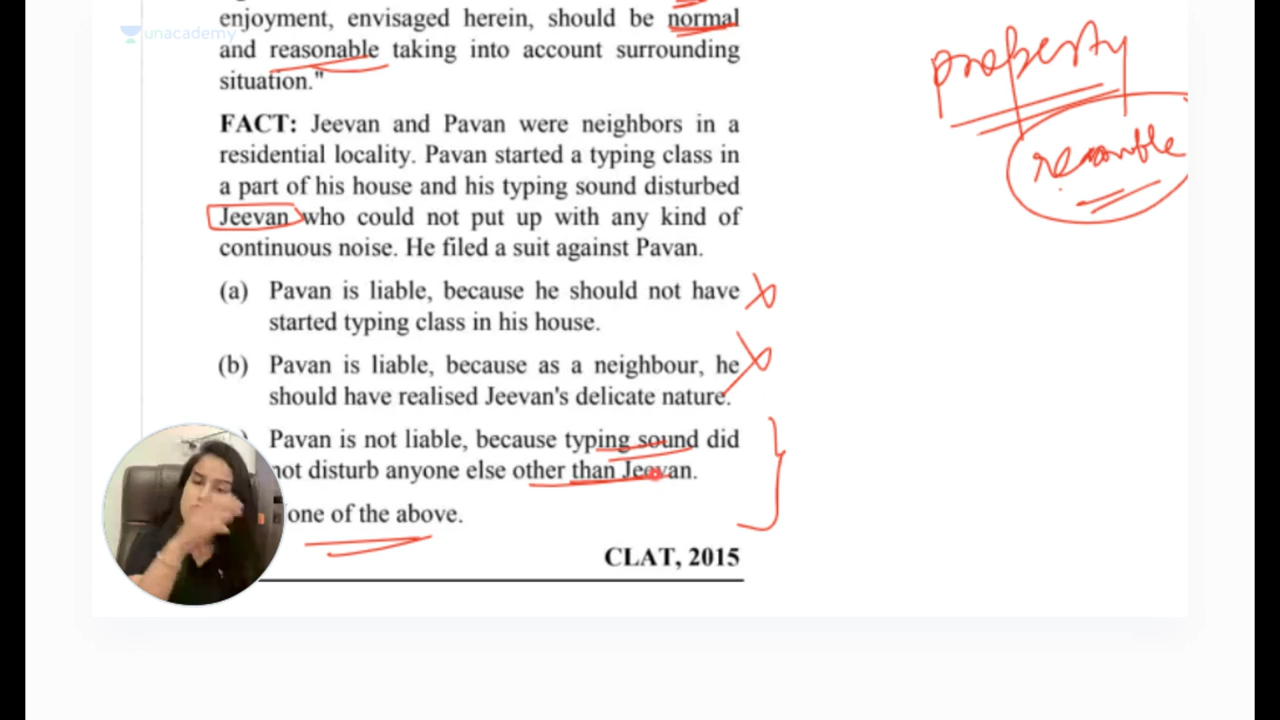 enjoyment, envisaged herein, should be normal
unacademy
and reasonable taking into account surrounding
situation."
property
reasonable
FACT: Jeevan and Pavan were neighbors in a
residential locality. Pavan started a typing class in
a part of his house and his typing sound disturbed
Jeevan who could not put up with any kind of
continuous noise. He filed a suit against Pavan.
(a) Pavan is liable, because he should not have
started typing class in his house.
(b) Pavan is liable, because as a neighbour, he
should have realised Jeevan's delicate nature.
) Pavan is not liable, because typing sound did
not disturb anyone else other than Jeevan.
one of the above.
CLAT, 2015